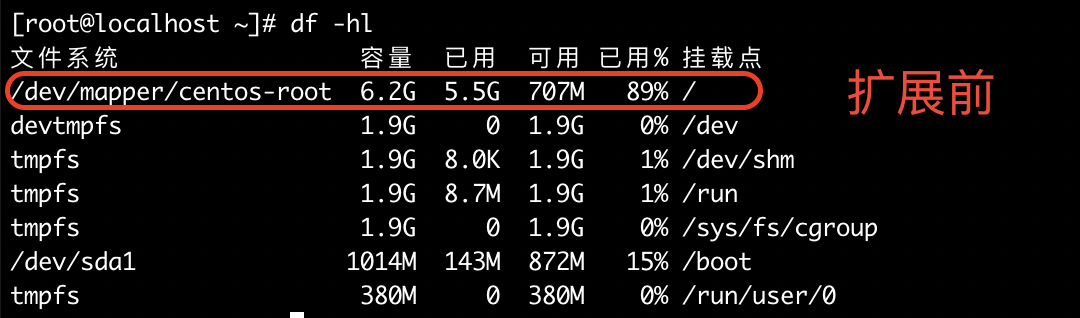 [root@localhost ~]# df -hl
文件系统 容量 已用 可用 已用% 挂载点
/dev/mapper/centos-root 6.2G 5.5G 707M 89% /
扩展前
devtmpfs 1.9G 0 1.9G 0% /dev
tmpfs 1.9G 8.0K 1.9G 1% /dev/shm
tmpfs 1.9G 8.7M 1.9G 1% /run
tmpfs 1.9G 0 1.9G 0% /sys/fs/cgroup
/dev/sda1 1014M 143M 872M 15% /boot
tmpfs 380M 0 380M 0% /run/user/0